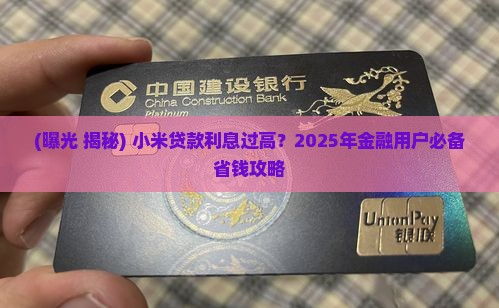 中国建设银行
China Construction Bank
Platinum
(曝光 揭秘) 小米贷款利息过高？2025年金融用户必备
省钱攻略
UnionPay
银联